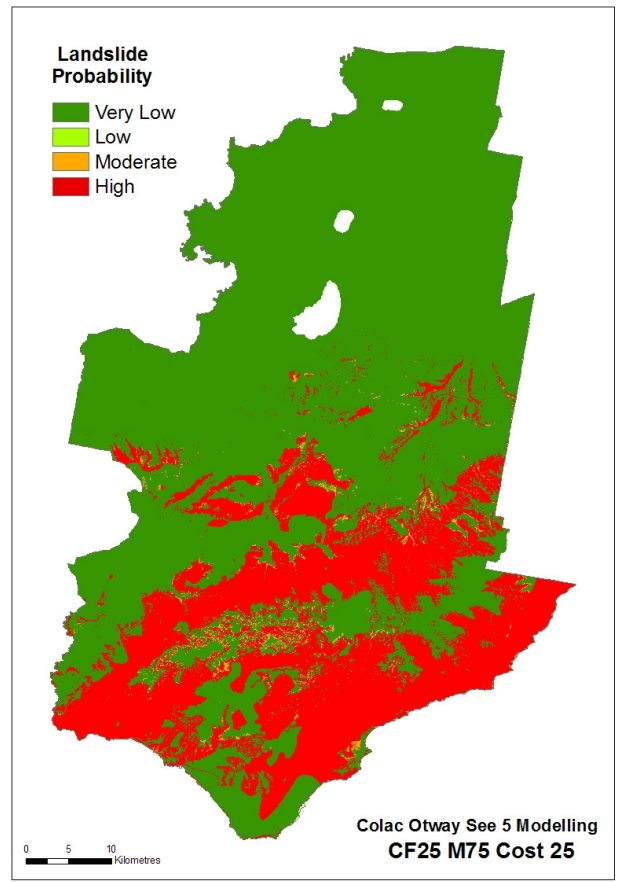 Landslide
Probability
Very Low
Low
Moderate
High
Colac Otway See 5 Modelling
CF25 M75 Cost 25
0 5 10
Kilometres